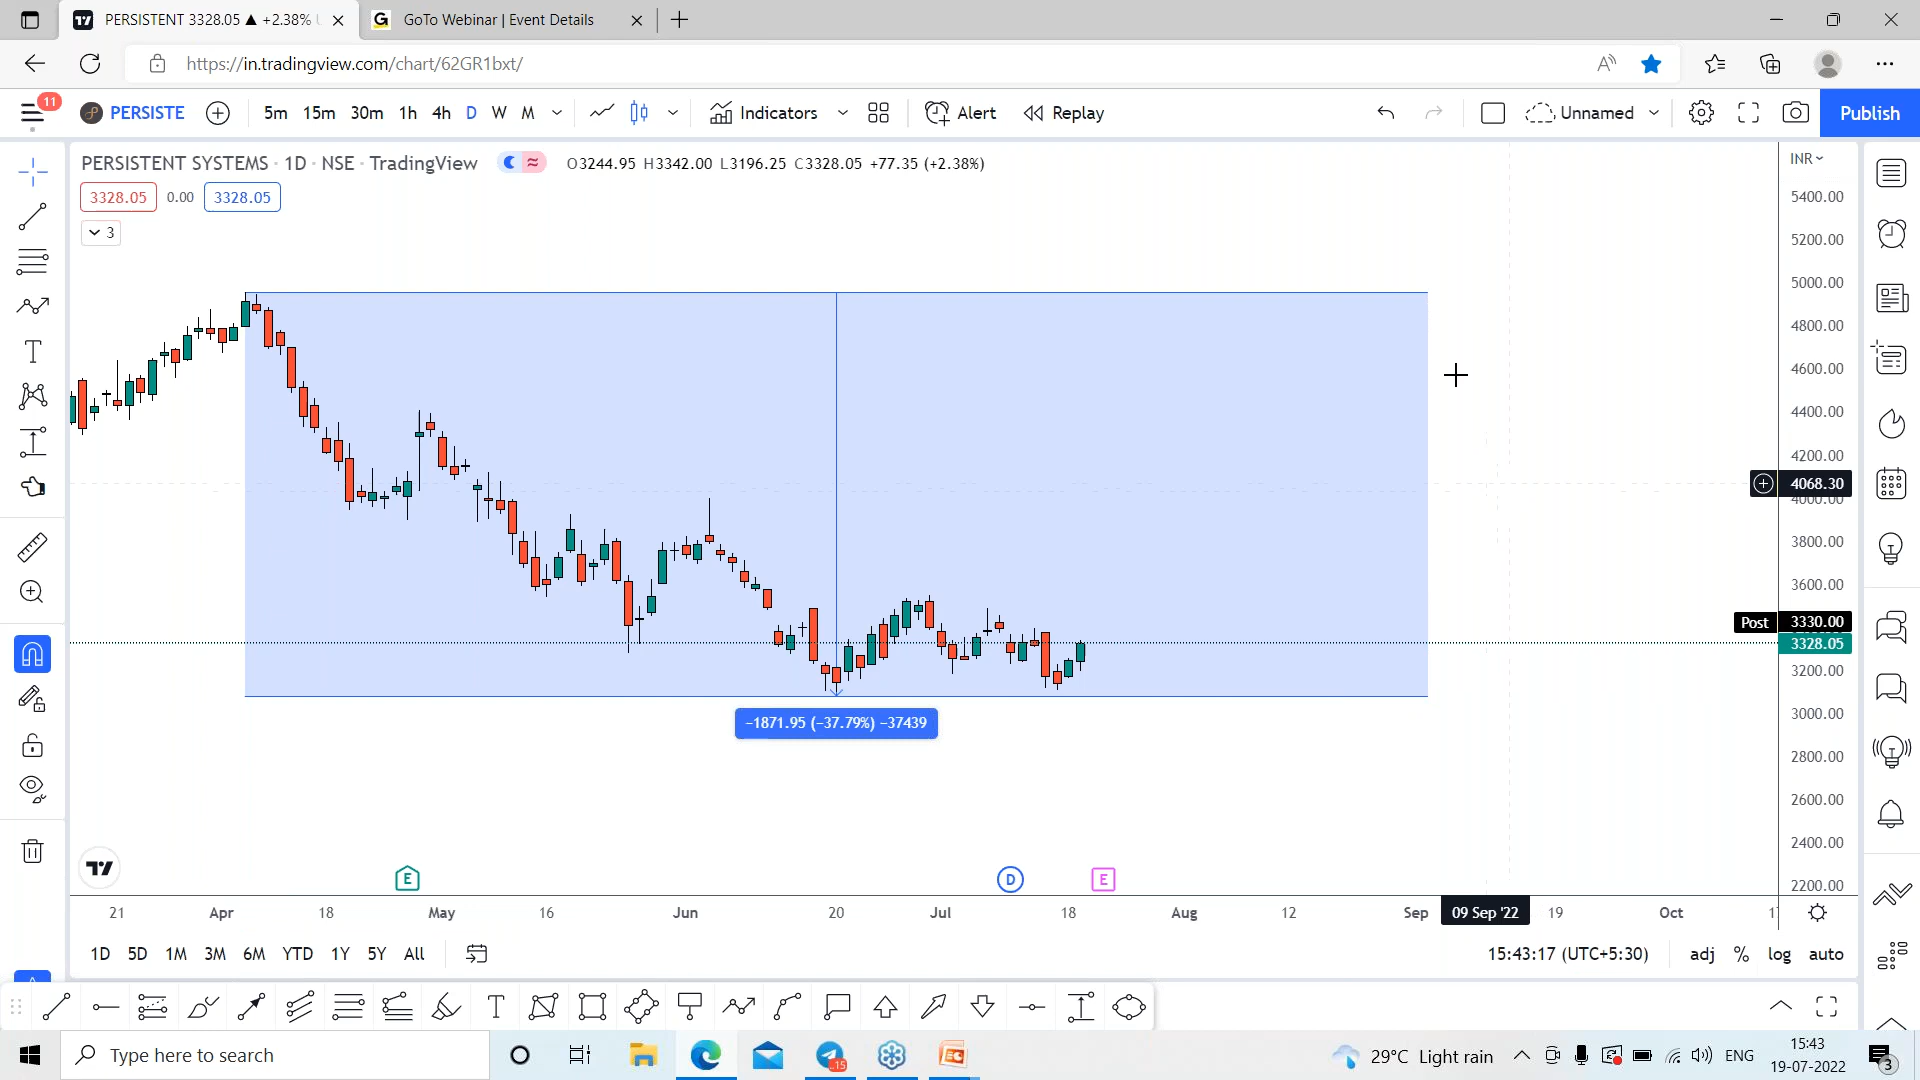 PERSISTENT 3328.05 ▲ +2.38%
GoTo Webinar | Event Details
https://in.tradingview.com/chart/62GR1bxt/
11
PERSISTE
5m 15m 30m 1h 4h D W M
Indicators
Alert
Replay
Unnamed
Publish
PERSISTENT SYSTEMS · 1D · NSE · TradingView
O3244.95 H3342.00 L3196.25 C3328.05 +77.35 (+2.38%)
INR
3328.05 0.00 3328.05
3
5400.00
5200.00
5000.00
4800.00
4600.00
4400.00
4200.00
4068.30
4000.00
3800.00
3600.00
Post 3330.00
3328.05
3200.00
3000.00
2800.00
2600.00
2400.00
2200.00
−1871.95 (−37.79%) −37439
E
D
E
21 Apr 18 May 16 Jun 20 Jul 18 Aug 12 Sep 09 Sep '22 19 Oct
1D 5D 1M 3M 6M YTD 1Y 5Y All
15:43:17 (UTC+5:30) adj % log auto
T
Type here to search
15
29°C Light rain
ENG
15:43
19-07-2022
3